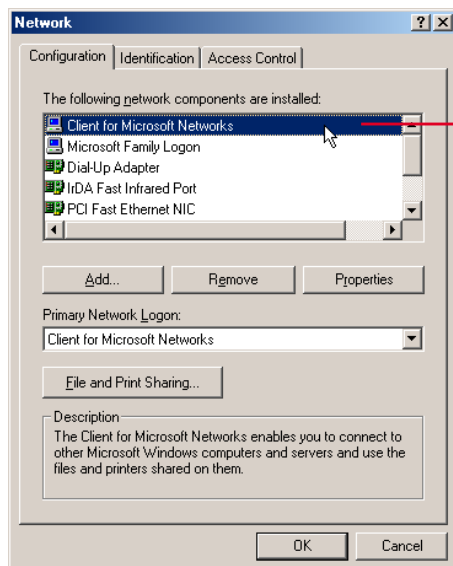 Network
Configuration Identification Access Control
The following network components are installed:
Client for Microsoft Networks
Microsoft Family Logon
Dial-Up Adapter
IrDA Fast Infrared Port
PCI Fast Ethernet NIC
Add... Remove Properties
Primary Network Logon:
Client for Microsoft Networks
File and Print Sharing...
Description
The Client for Microsoft Networks enables you to connect to
other Microsoft Windows computers and servers and use the
files and printers shared on them.
OK Cancel